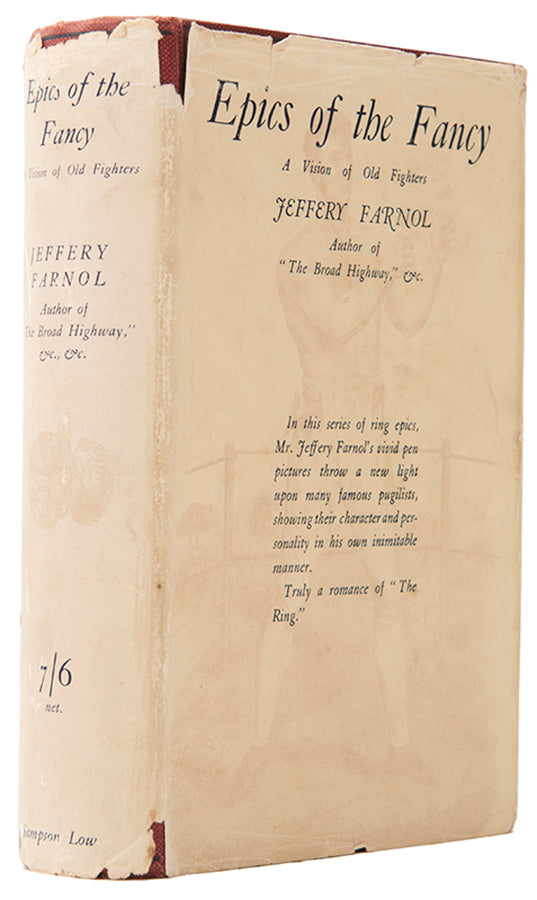 Epics of the
Fancy
Vision of Old Fighters
JEFFERY
FARNOL
Author of
"The Broad Highway,"
&c., &c.
7/6
net.
Sampson Low
Epics of the Fancy
A Vision of Old Fighters
JEFFERY FARNOL
Author of
"The Broad Highway," &c.
In this series of ring epics,
Mr. Jeffery Farnol's vivid pen
pictures throw a new light
upon many famous pugilists,
showing their character and per-
sonality in his own inimitable
manner.
Truly a romance of "The
Ring."